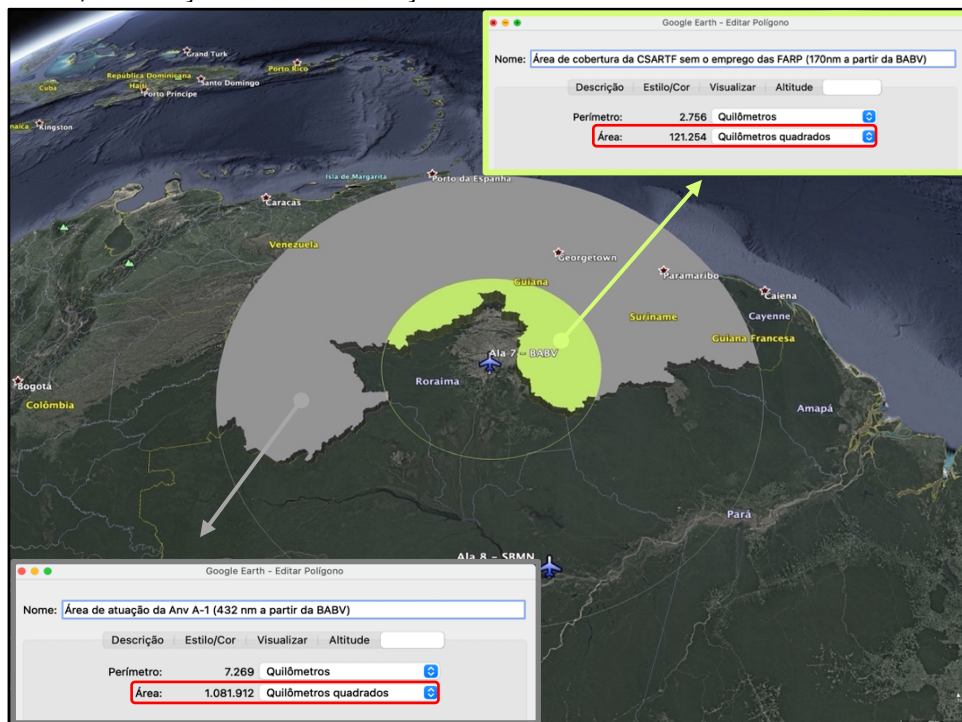 Google Earth - Editar Polígono
Nome: Área de cobertura da CSARTF sem o emprego das FARP (170nm a partir da BABV)
Descrição Estilo/Cor Visualizar Altitude
Perímetro: 2.756 Quilômetros
Área: 121.254 Quilômetros quadrados
Grand Turk
República Dominicana
Porto Rico
Cuba
Haiti
Santo Domingo
Porto Príncipe
Kingston
Isla de Margarita
Porto da Espanha
Caracas
Venezuela
Georgetown
Guiana
Paramaribo
Caiena
Suriname
Cayenne
Guiana Francesa
Ala 7 - BABV
Bogotá
Roraima
Colômbia
Amapá
Pará
Ala 8 - SBMN
Google Earth - Editar Polígono
Nome: Área de atuação da Anv A-1 (432 nm a partir da BABV)
Descrição Estilo/Cor Visualizar Altitude
Perímetro: 7.269 Quilômetros
Área: 1.081.912 Quilômetros quadrados